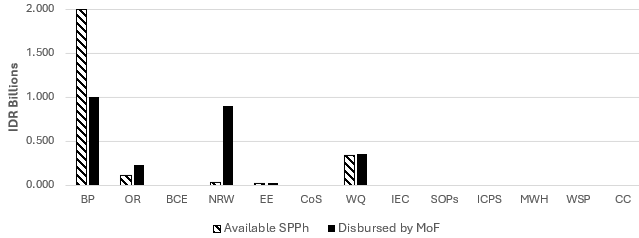 2.000
1.500
1.000
0.500
0.000
IDR Billions
BP OR BCE NRW EE CoS WQ IEC SOPs ICPS MWH WSP CC
Available SPPh Disbursed by MoF